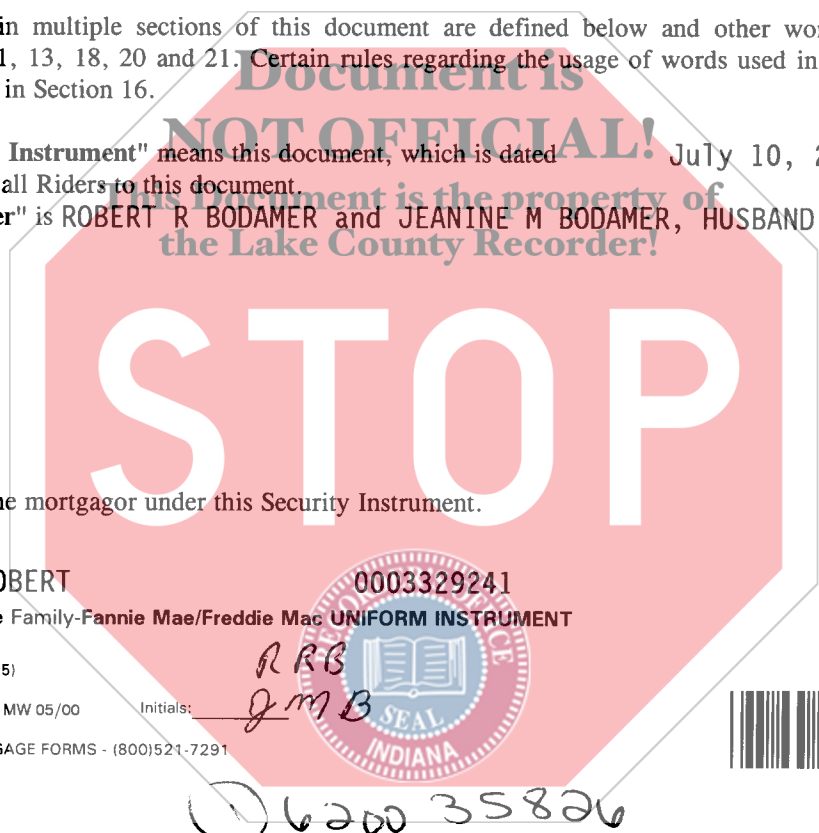 in multiple sections of this document are defined below and other wor
1, 13, 18, 20 and 21. Certain rules regarding the usage of words used in
in Section 16.
Document is
NOT OFFICIAL!
This Document is the property of
the Lake County Recorder!
Instrument" means this document, which is dated July 10, 2
all Riders to this document.
er" is ROBERT R BODAMER and JEANINE M BODAMER, HUSBAND
STOP
he mortgagor under this Security Instrument.
OBERT 0003329241
e Family-Fannie Mae/Freddie Mac UNIFORM INSTRUMENT
5)
RRB
MW 05/00 Initials: JMB
GAGE FORMS - (800)521-7291
SEAL
INDIANA
1 6200 35826